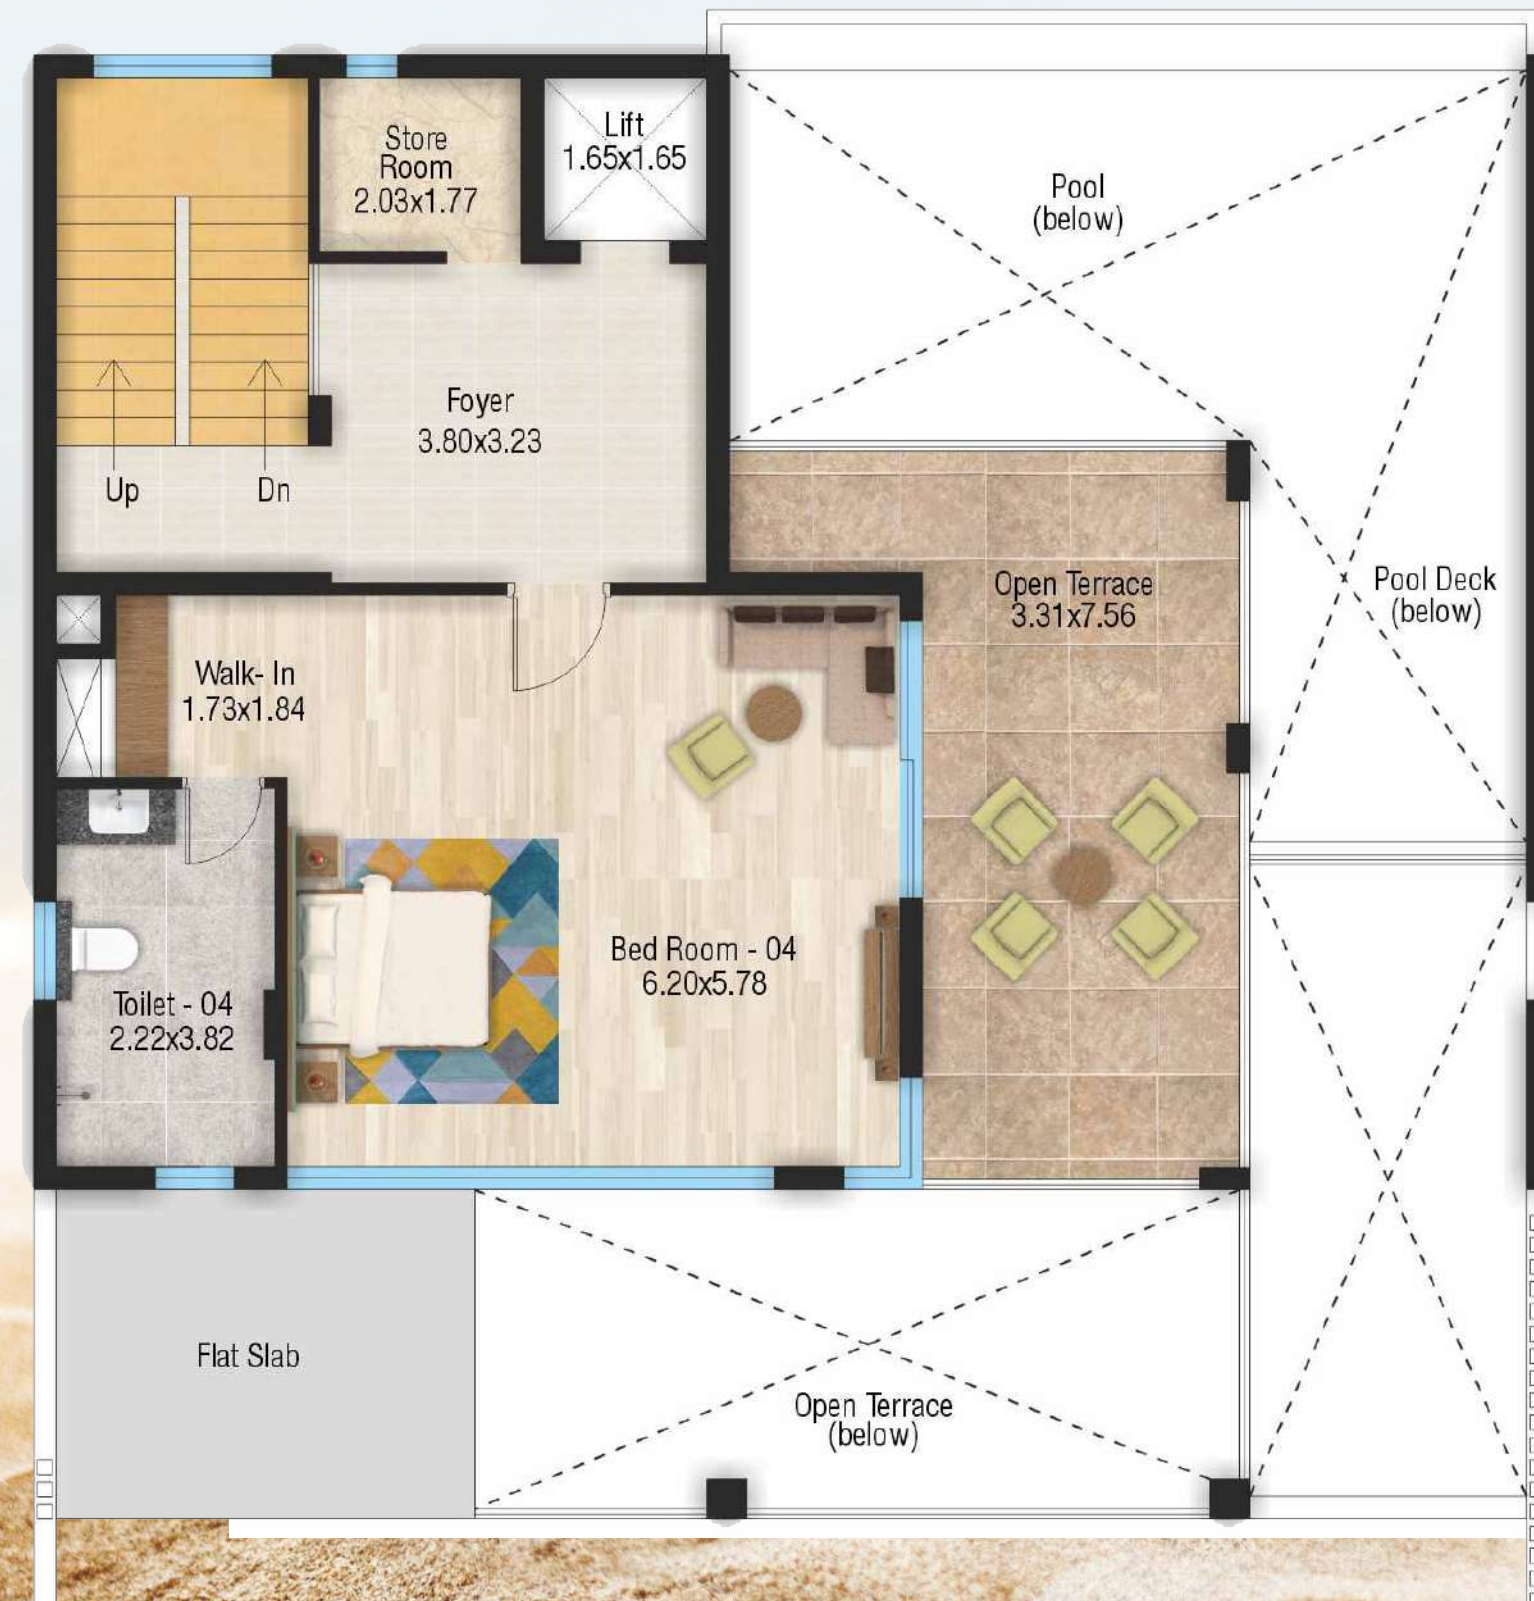 Store
Room
2.03x1.77
Lift
1.65x1.65
Pool
(below)
Foyer
3.80x3.23
Up
Dn
Open Terrace
3.31x7.56
Pool Deck
(below)
Walk- In
1.73x1.84
Bed Room - 04
6.20x5.78
Toilet - 04
2.22x3.82
Flat Slab
Open Terrace
(below)